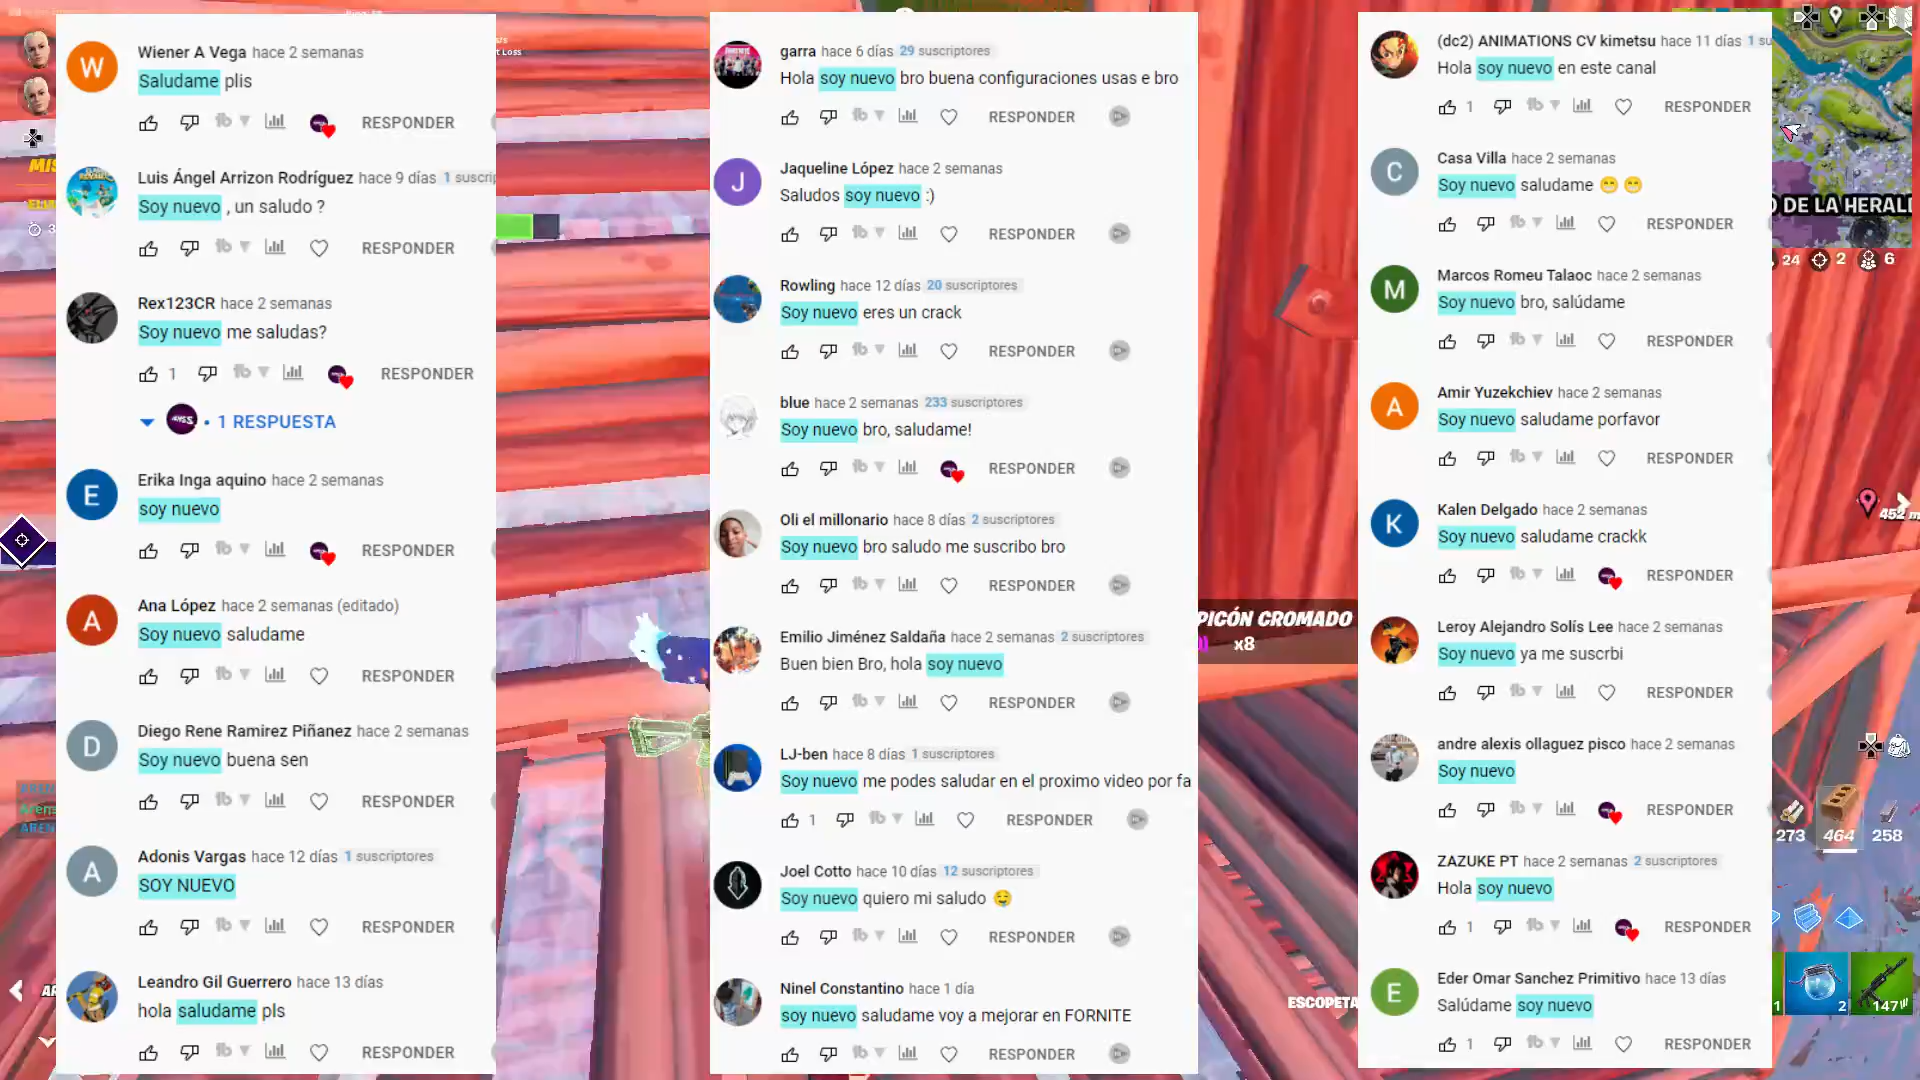 Wiener A Vega hace 2 semanas
Saludame plis
RESPONDER
Luis Ángel Arrizon Rodríguez hace 9 días 1 suscrip
Soy nuevo , un saludo ?
RESPONDER
Rex123CR hace 2 semanas
Soy nuevo me saludas?
1 RESPONDER
• 1 RESPUESTA
Erika Inga aquino hace 2 semanas
soy nuevo
RESPONDER
Ana López hace 2 semanas (editado)
Soy nuevo saludame
RESPONDER
Diego Rene Ramirez Piñanez hace 2 semanas
Soy nuevo buena sen
RESPONDER
Adonis Vargas hace 12 días 1 suscriptores
SOY NUEVO
RESPONDER
Leandro Gil Guerrero hace 13 días
hola saludame pls
RESPONDER
garra hace 6 días 29 suscriptores
Hola soy nuevo bro buena configuraciones usas e bro
RESPONDER
Jaqueline López hace 2 semanas
Saludos soy nuevo :)
RESPONDER
Rowling hace 12 días 20 suscriptores
Soy nuevo eres un crack
RESPONDER
blue hace 2 semanas 233 suscriptores
Soy nuevo bro, saludame!
RESPONDER
Oli el millonario hace 8 días 2 suscriptores
Soy nuevo bro saludo me suscribo bro
RESPONDER
Emilio Jiménez Saldaña hace 2 semanas 2 suscriptores
Buen bien Bro, hola soy nuevo
RESPONDER
LJ-ben hace 8 días 1 suscriptores
Soy nuevo me podes saludar en el proximo video por fa
1 RESPONDER
Joel Cotto hace 10 días 12 suscriptores
Soy nuevo quiero mi saludo 🤤
RESPONDER
Ninel Constantino hace 1 día
soy nuevo saludame voy a mejorar en FORNITE
RESPONDER
(dc2) ANIMATIONS CV kimetsu hace 11 días 1 su
Hola soy nuevo en este canal
1 RESPONDER
Casa Villa hace 2 semanas
Soy nuevo saludame 😁 😁
RESPONDER
Marcos Romeu Talaoc hace 2 semanas
Soy nuevo bro, salúdame
RESPONDER
Amir Yuzekchiev hace 2 semanas
Soy nuevo saludame porfavor
RESPONDER
Kalen Delgado hace 2 semanas
Soy nuevo saludame crackk
RESPONDER
Leroy Alejandro Solís Lee hace 2 semanas
Soy nuevo ya me suscrbi
RESPONDER
andre alexis ollaguez pisco hace 2 semanas
Soy nuevo
RESPONDER
ZAZUKE PT hace 2 semanas 2 suscriptores
Hola soy nuevo
1 RESPONDER
Eder Omar Sanchez Primitivo hace 13 días
Salúdame soy nuevo
1 RESPONDER
PICÓN CROMADO
x8
ESCOPETA
O DE LA HERALD
24 2 6
452 m
273 464 258
1 2 147